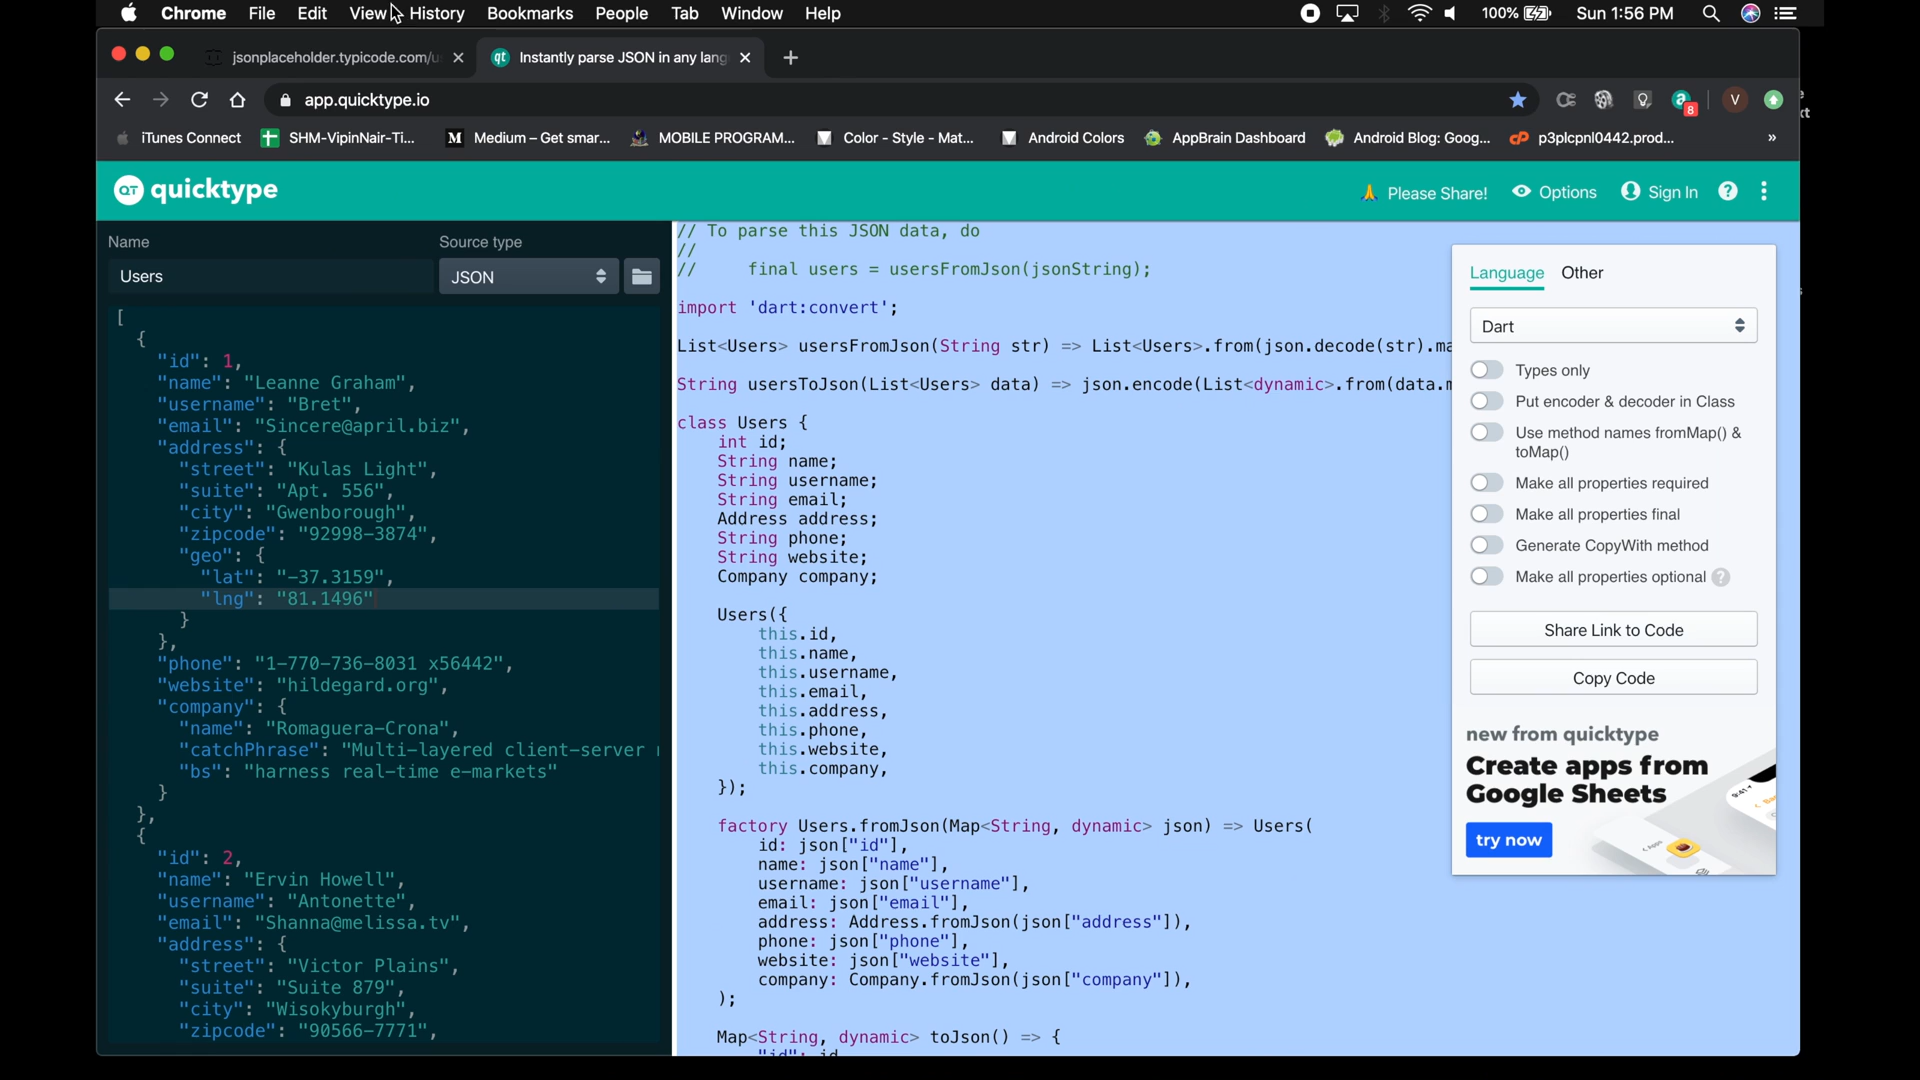 Chrome File Edit View History Bookmarks People Tab Window Help 100% Sun 1:56 PM
jsonplaceholder.typicode.com/u
qt Instantly parse JSON in any lang
app.quicktype.io
8
V
iTunes Connect SHM-VipinNair-Ti... M Medium – Get smar... MOBILE PROGRAM... Color - Style - Mat... Android Colors AppBrain Dashboard Android Blog: Goog... cP p3plcpnl0442.prod... »
QT quicktype
Please Share! Options Sign In ?
Name
Source type
Users
JSON
[
{
"id": 1,
"name": "Leanne Graham",
"username": "Bret",
"email": "Sincere@april.biz",
"address": {
"street": "Kulas Light",
"suite": "Apt. 556",
"city": "Gwenborough",
"zipcode": "92998-3874",
"geo": {
"lat": "-37.3159",
"lng": "81.1496"
}
},
"phone": "1-770-736-8031 x56442",
"website": "hildegard.org",
"company": {
"name": "Romaguera-Crona",
"catchPhrase": "Multi-layered client-server
"bs": "harness real-time e-markets"
}
},
{
"id": 2,
"name": "Ervin Howell",
"username": "Antonette",
"email": "Shanna@melissa.tv",
"address": {
"street": "Victor Plains",
"suite": "Suite 879",
"city": "Wisokyburgh",
"zipcode": "90566-7771",
// To parse this JSON data, do
//
// final users = usersFromJson(jsonString);
import 'dart:convert';
List<Users> usersFromJson(String str) => List<Users>.from(json.decode(str).ma
String usersToJson(List<Users> data) => json.encode(List<dynamic>.from(data.m
class Users {
int id;
String name;
String username;
String email;
Address address;
String phone;
String website;
Company company;
Users({
this.id,
this.name,
this.username,
this.email,
this.address,
this.phone,
this.website,
this.company,
});
factory Users.fromJson(Map<String, dynamic> json) => Users(
id: json["id"],
name: json["name"],
username: json["username"],
email: json["email"],
address: Address.fromJson(json["address"]),
phone: json["phone"],
website: json["website"],
company: Company.fromJson(json["company"]),
);
Map<String, dynamic> toJson() => {
"id": id
Language Other
Dart
Types only
Put encoder & decoder in Class
Use method names fromMap() &
toMap()
Make all properties required
Make all properties final
Generate CopyWith method
Make all properties optional ?
Share Link to Code
Copy Code
new from quicktype
Create apps from
Google Sheets
try now
9:41
< Apps